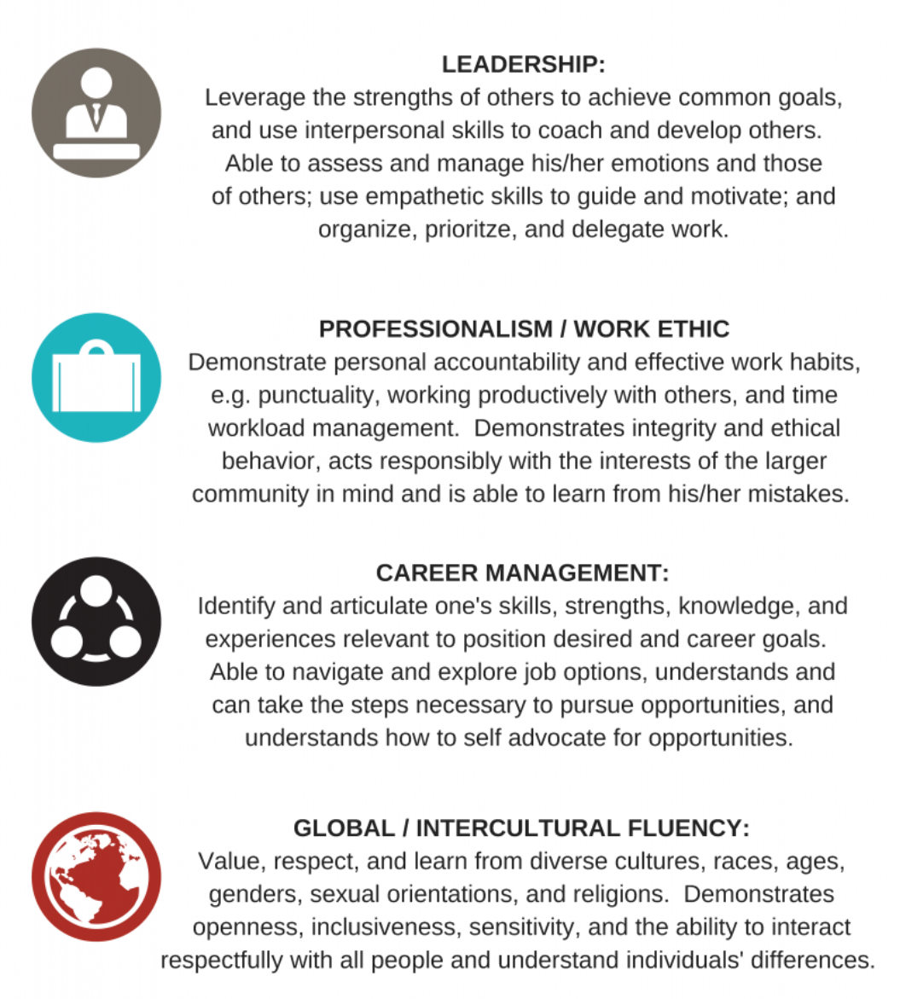 LEADERSHIP:
Leverage the strengths of others to achieve common goals,
and use interpersonal skills to coach and develop others.
Able to assess and manage his/her emotions and those
of others; use empathetic skills to guide and motivate; and
organize, prioritze, and delegate work.
PROFESSIONALISM / WORK ETHIC
Demonstrate personal accountability and effective work habits,
e.g. punctuality, working productively with others, and time
workload management.  Demonstrates integrity and ethical
behavior, acts responsibly with the interests of the larger
community in mind and is able to learn from his/her mistakes.
CAREER MANAGEMENT:
Identify and articulate one's skills, strengths, knowledge, and
experiences relevant to position desired and career goals.
Able to navigate and explore job options, understands and
can take the steps necessary to pursue opportunities, and
understands how to self advocate for opportunities.
GLOBAL / INTERCULTURAL FLUENCY:
Value, respect, and learn from diverse cultures, races, ages,
genders, sexual orientations, and religions.  Demonstrates
openness, inclusiveness, sensitivity, and the ability to interact
respectfully with all people and understand individuals' differences.